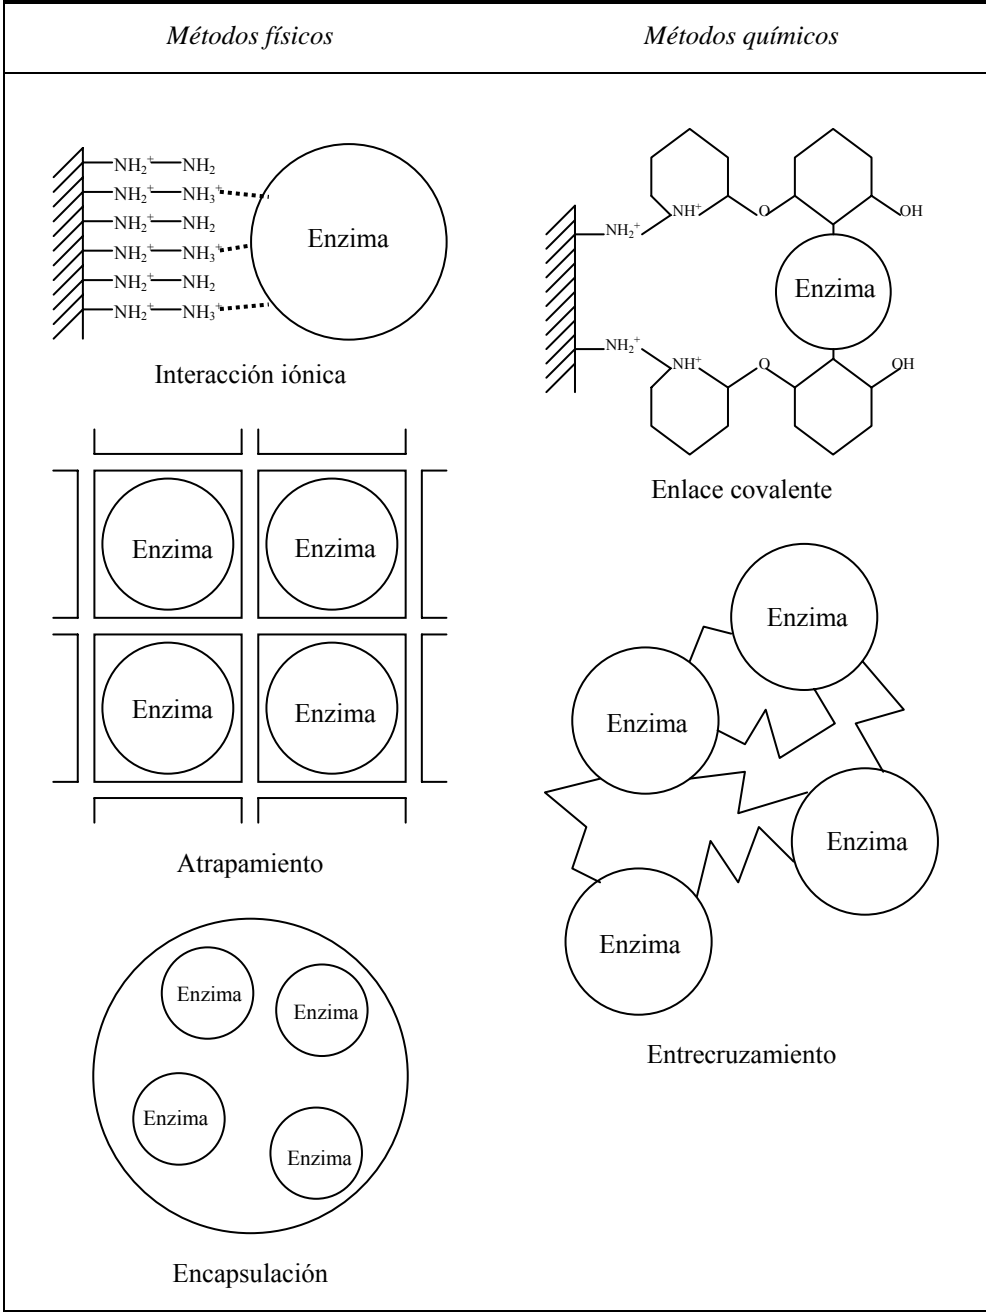 Métodos físicos
Métodos químicos
NH2+ NH2
NH2+ NH3+
NH2+ NH2
NH2+ NH3+
NH2+ NH2
NH2+ NH3+
Enzima
Interacción iónica
Enzima Enzima
Enzima Enzima
Atrapamiento
Enzima
Enzima
Enzima
Enzima
Encapsulación
NH2+ NH+ O OH
Enzima
NH2+ NH+ O OH
Enlace covalente
Enzima
Enzima
Enzima
Enzima
Entrecruzamiento